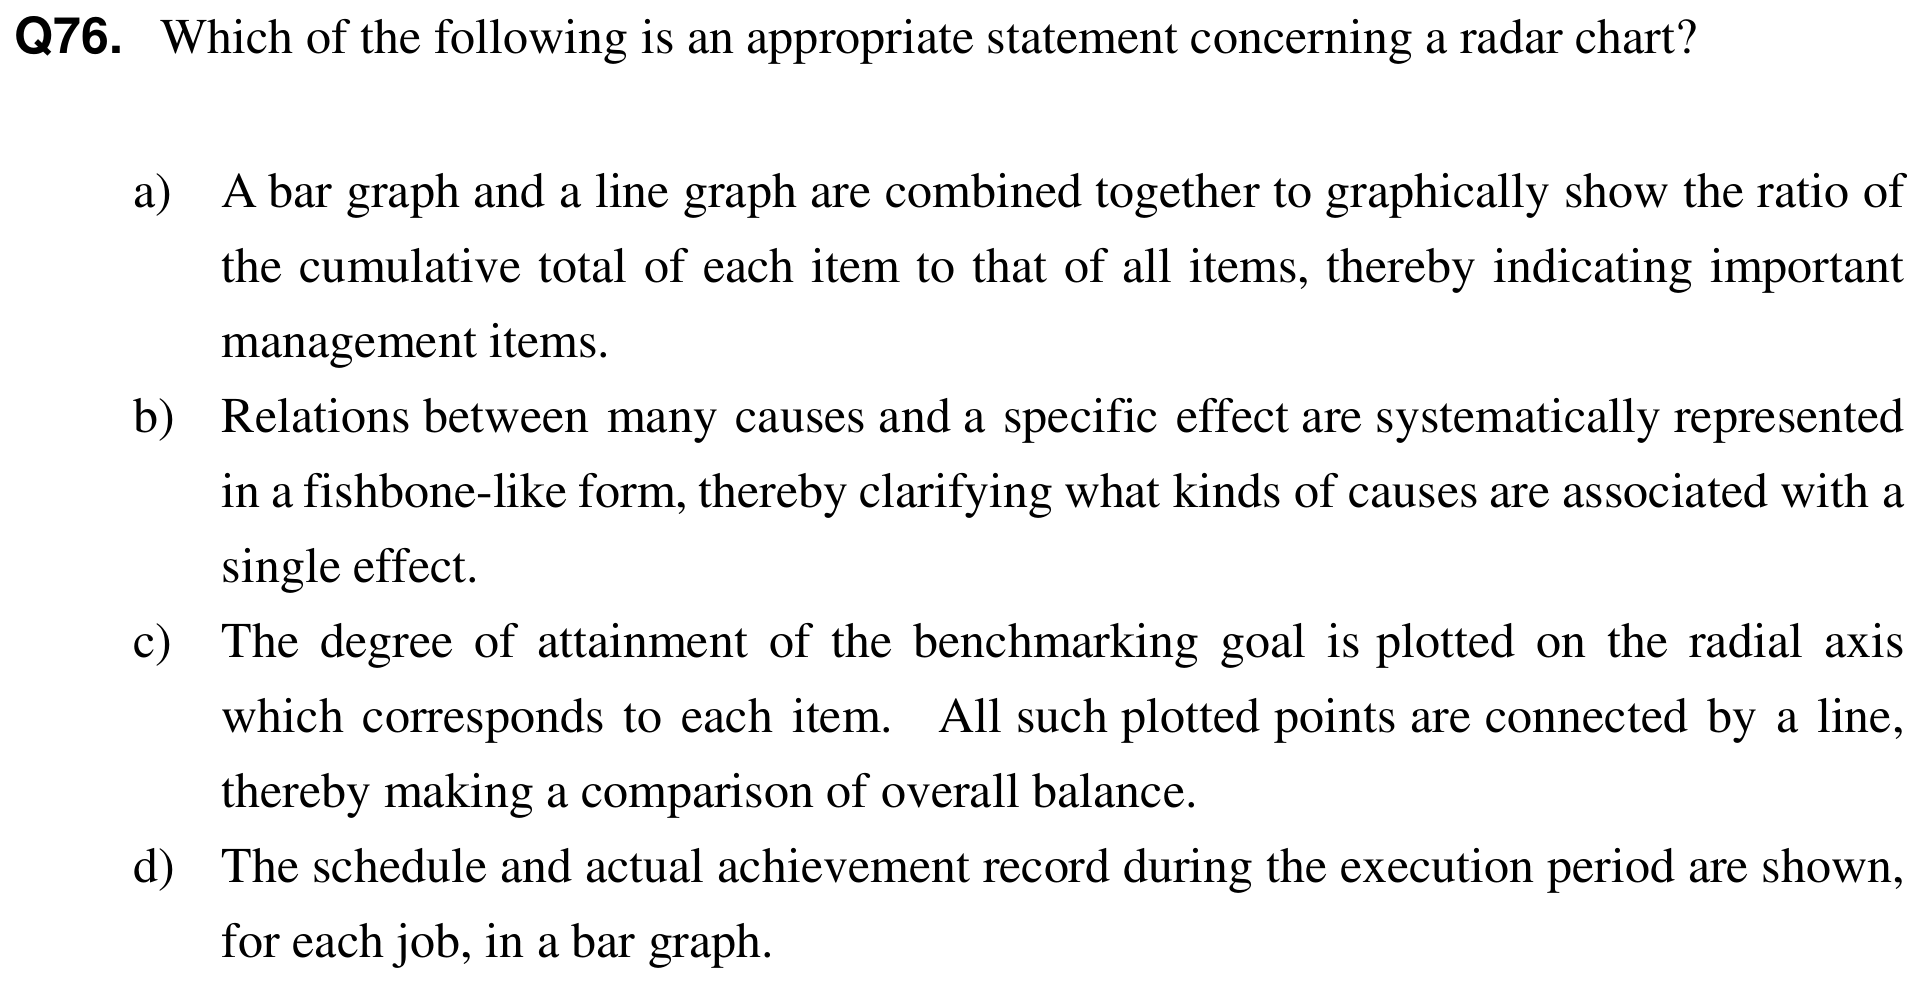 Q76. Which of the following is an appropriate statement concerning a radar chart?
a) A bar graph and a line graph are combined together to graphically show the ratio of
the cumulative total of each item to that of all items, thereby indicating important
management items.
b) Relations between many causes and a specific effect are systematically represented
in a fishbone-like form, thereby clarifying what kinds of causes are associated with a
single effect.
c) The degree of attainment of the benchmarking goal is plotted on the radial axis
which corresponds to each item. All such plotted points are connected by a line,
thereby making a comparison of overall balance.
d) The schedule and actual achievement record during the execution period are shown,
for each job, in a bar graph.